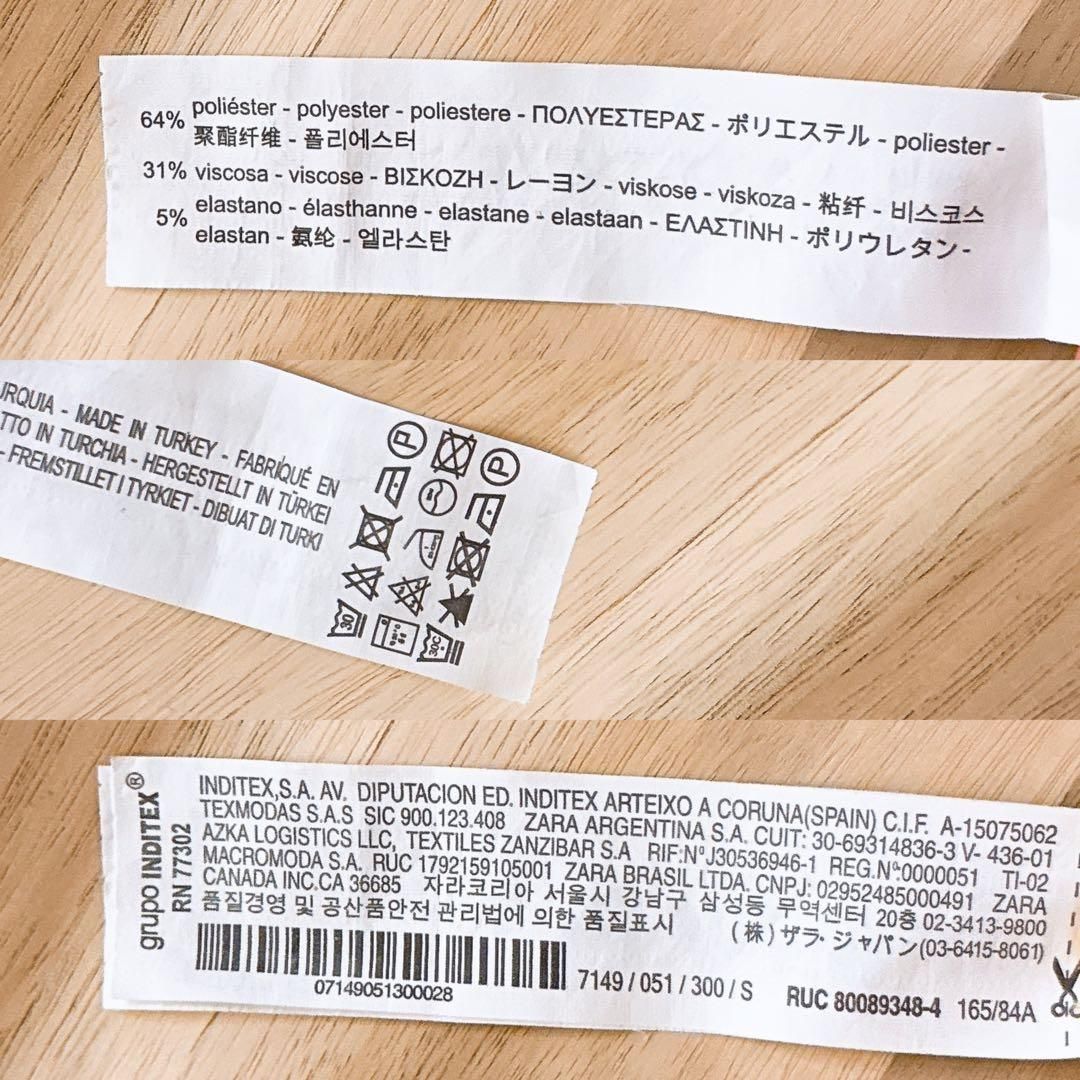 64% poliéster - polyester - poliestere - ΠΟΛΥΕΣΤΕΡΑΣ - ポリエステル - poliester -
聚酯纤维 - 폴리에스터
31% viscosa - viscose - ΒΙΣΚΟΖΗ - レーヨン - viskose - viskoza - 粘纤 - 비스코스
5% elastano - élasthanne - elastane - elastaan - ΕΛΑΣΤΙΝΗ - ポリウレタン -
elastan - 氨纶 - 엘라스탄
URQUIA - MADE IN TURKEY - FABRIQUÉ EN
TTO IN TURCHIA - HERGESTELLT IN TÜRKEI
- FREMSTILLET I TYRKIET - DIBUAT DI TURKI
P P
30 30C
grupo INDITEX®
RN 77302
INDITEX,S.A. AV. DIPUTACION ED. INDITEX ARTEIXO A CORUNA(SPAIN) C.I.F. A-15075062
TEXMODAS S.A.S SIC 900.123.408 ZARA ARGENTINA S.A. CUIT: 30-69314836-3 V- 436-01
AZKA LOGISTICS LLC, TEXTILES ZANZIBAR S.A RIF:NºJ30536946-1 REG.Nº:0000051 TI-02
MACROMODA S.A. RUC 1792159105001 ZARA BRASIL LTDA. CNPJ: 02952485000491 ZARA
CANADA INC.CA 36685 자라코리아 서울시 강남구 삼성동 무역센터 20층 02-3413-9800
품질경영 및 공산품안전 관리법에 의한 품질표시 (株)ザラ・ジャパン(03-6415-8061)
07149051300028
7149 / 051 / 300 / S RUC 80089348-4 165/84A